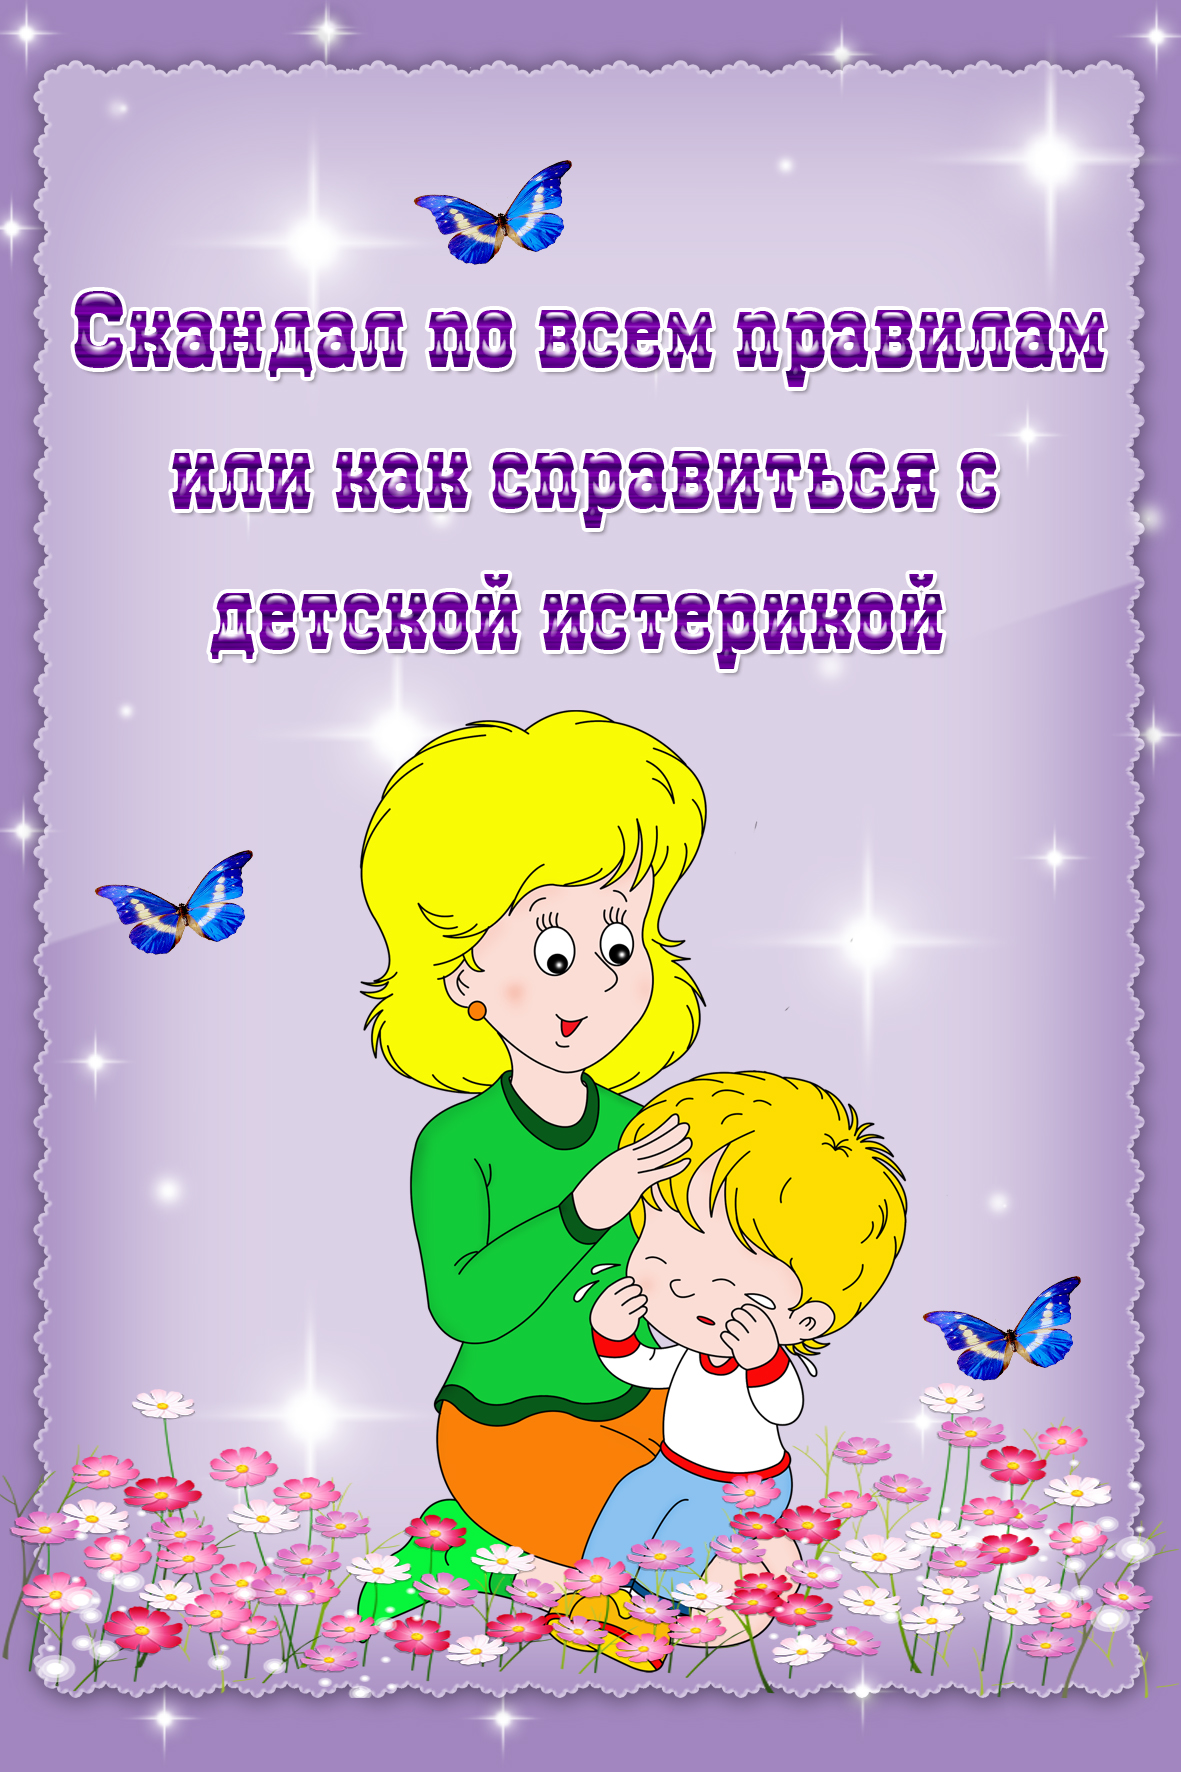 Скандал по всем правилам
или как справиться с
детской истерикой